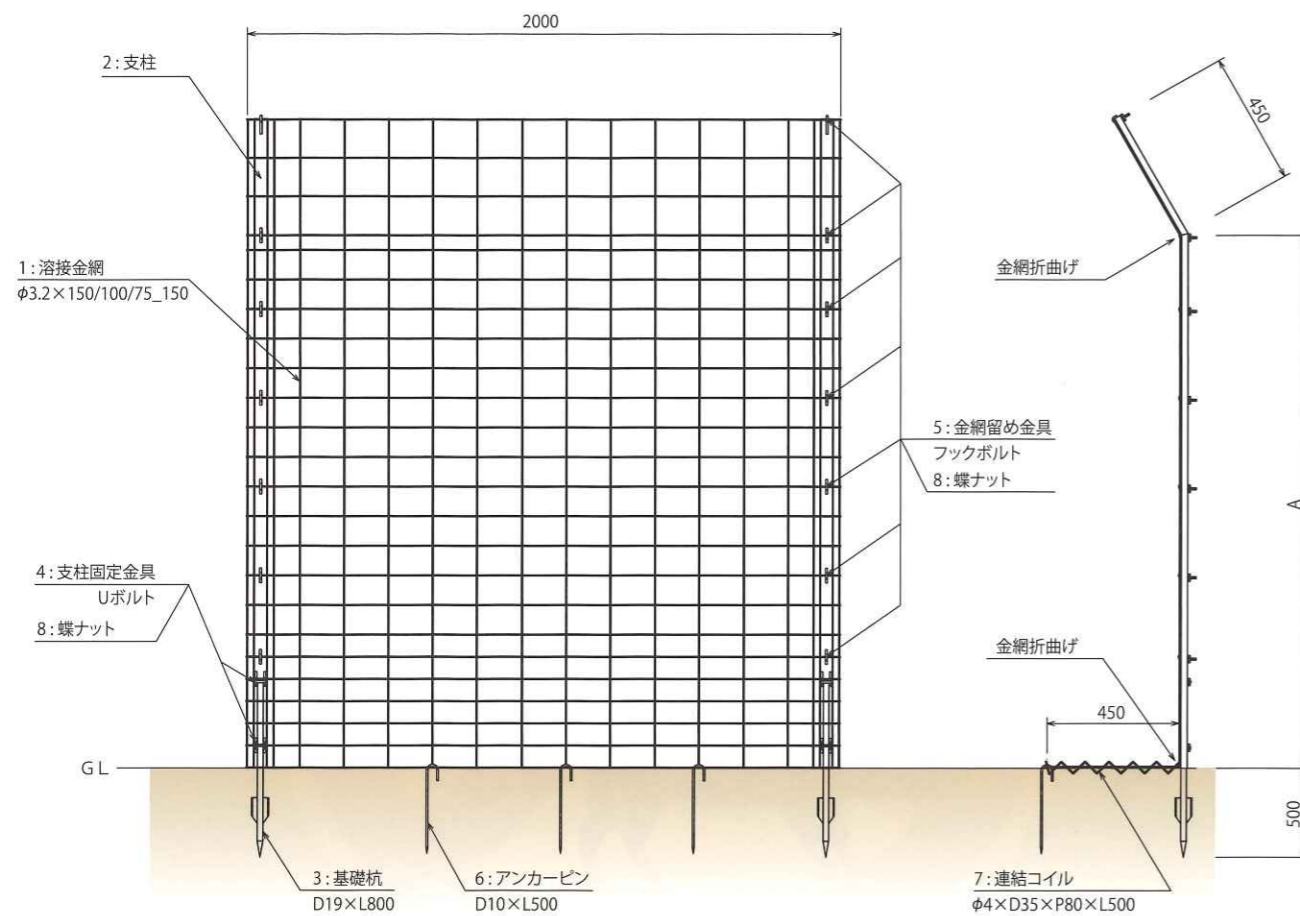 2000
2：支柱
450
1：溶接金網
φ3.2×150/100/75_150
金網折曲げ
5：金網留め金具
フックボルト
8：蝶ナット
A
4：支柱固定金具
Uボルト
8：蝶ナット
金網折曲げ
450
GL
500
3：基礎杭
D19×L800
6：アンカーピン
D10×L500
7：連結コイル
φ4×D35×P80×L500